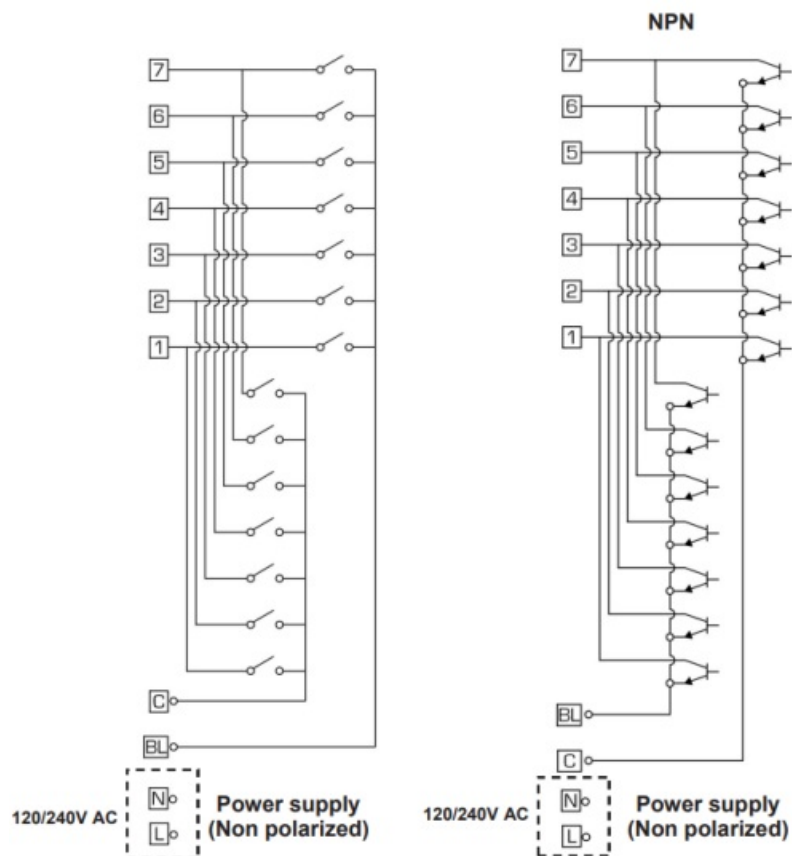 7
6
5
4
3
2
1
C
BL
120/240V AC
N
L
Power supply
(Non polarized)
NPN
7
6
5
4
3
2
1
BL
C
120/240V AC
N
L
Power supply
(Non polarized)